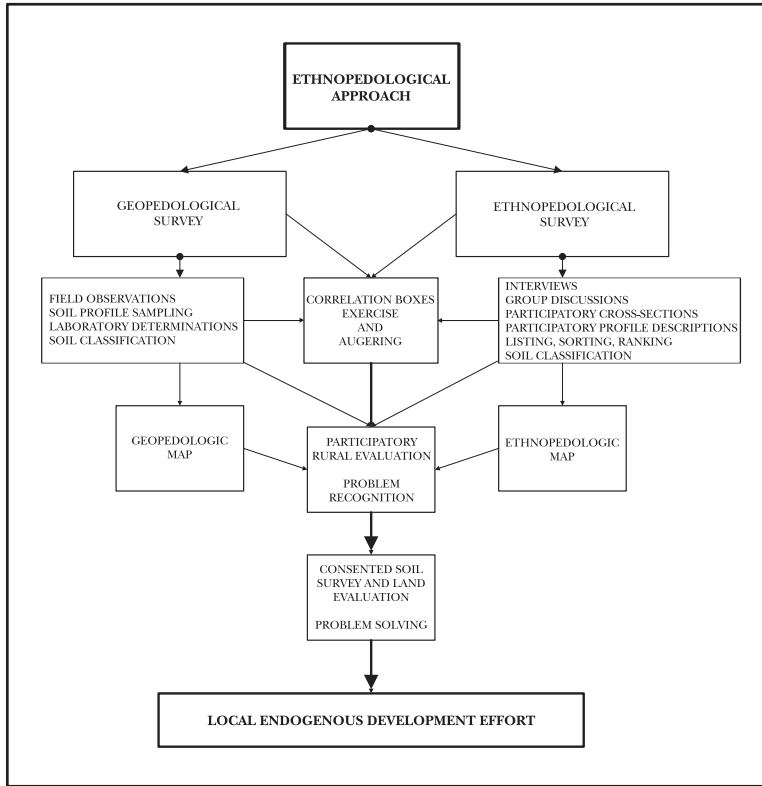 ETHNOPEDOLOGICAL
APPROACH
GEOPEDOLOGICAL
SURVEY
ETHNOPEDOLOGICAL
SURVEY
FIELD OBSERVATIONS
SOIL PROFILE SAMPLING
LABORATORY DETERMINATIONS
SOIL CLASSIFICATION
CORRELATION BOXES
EXERCISE
AND
AUGERING
INTERVIEWS
GROUP DISCUSSIONS
PARTICIPATORY CROSS-SECTIONS
PARTICIPATORY PROFILE DESCRIPTIONS
LISTING, SORTING, RANKING
SOIL CLASSIFICATION
GEOPEDOLOGIC
MAP
PARTICIPATORY
RURAL EVALUATION
PROBLEM
RECOGNITION
ETHNOPEDOLOGIC
MAP
CONSENTED SOIL
SURVEY AND LAND
EVALUATION
PROBLEM SOLVING
LOCAL ENDOGENOUS DEVELOPMENT EFFORT